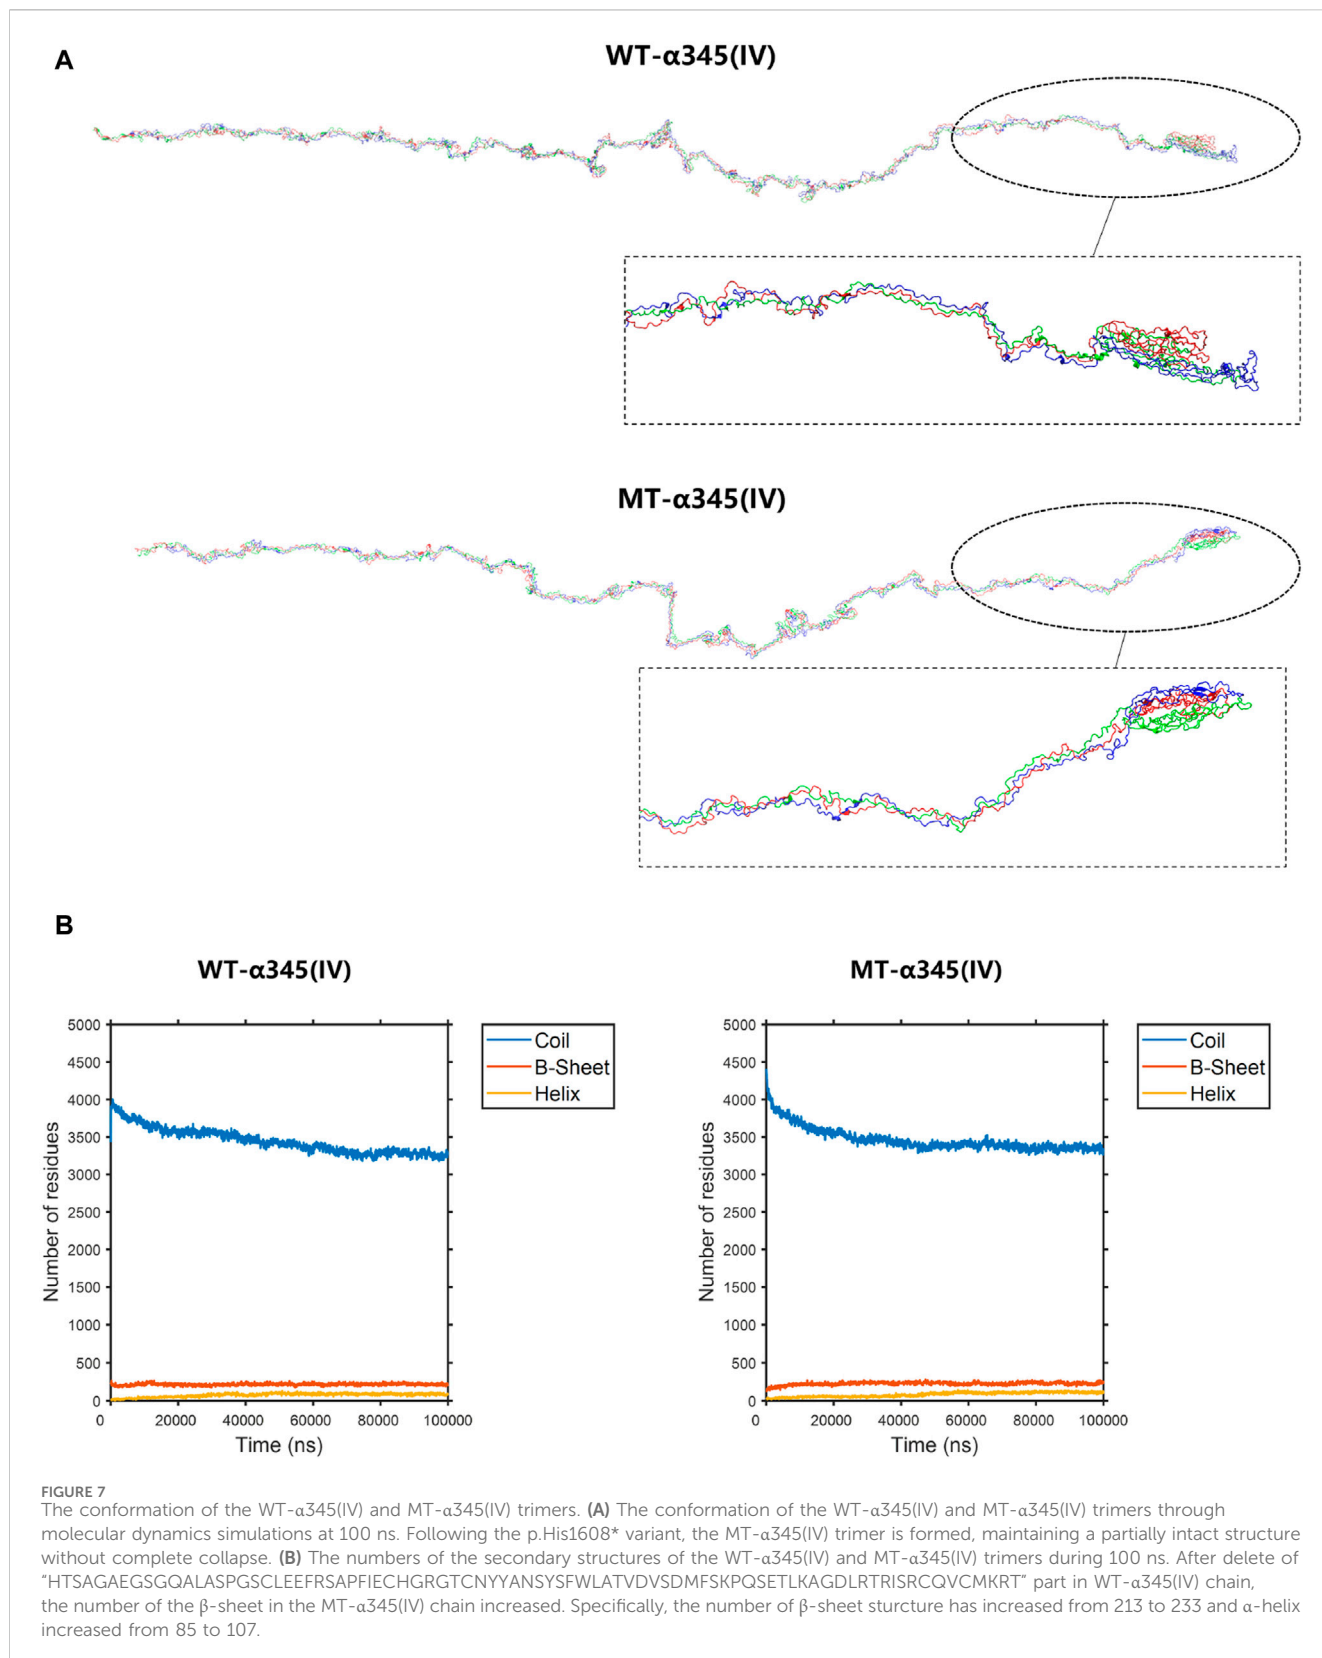 A
WT-α345(IV)
MT-α345(IV)
B
WT-α345(IV)
MT-α345(IV)
5000
4500
4000
3500
3000
2500
2000
1500
1000
500
0
Number of residues
0 20000 40000 60000 80000 100000
Time (ns)
Coil
B-Sheet
Helix
5000
4500
4000
3500
3000
2500
2000
1500
1000
500
0
Number of residues
0 20000 40000 60000 80000 100000
Time (ns)
Coil
B-Sheet
Helix
FIGURE 7
The conformation of the WT-α345(IV) and MT-α345(IV) trimers. (A) The conformation of the WT-α345(IV) and MT-α345(IV) trimers through
molecular dynamics simulations at 100 ns. Following the p.His1608* variant, the MT-α345(IV) trimer is formed, maintaining a partially intact structure
without complete collapse. (B) The numbers of the secondary structures of the WT-α345(IV) and MT-α345(IV) trimers during 100 ns. After delete of
"HTSAGAEGSGQALASPGSCLEEFRSAPFIECHGRGTCNYYANSYSFWLATVDVSDMFSKPQSETLKAGDLRTRISRCQVCMKRT" part in WT-α345(IV) chain,
the number of the β-sheet in the MT-α345(IV) chain increased. Specifically, the number of β-sheet sturcture has increased from 213 to 233 and α-helix
increased from 85 to 107.